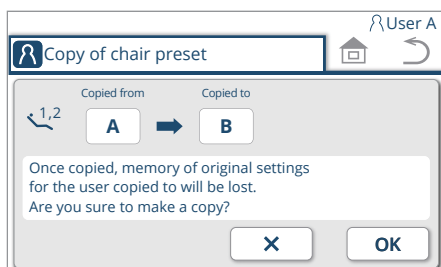 User A
Copy of chair preset
Copied from Copied to
1,2
A B
Once copied, memory of original settings
for the user copied to will be lost.
Are you sure to make a copy?
OK